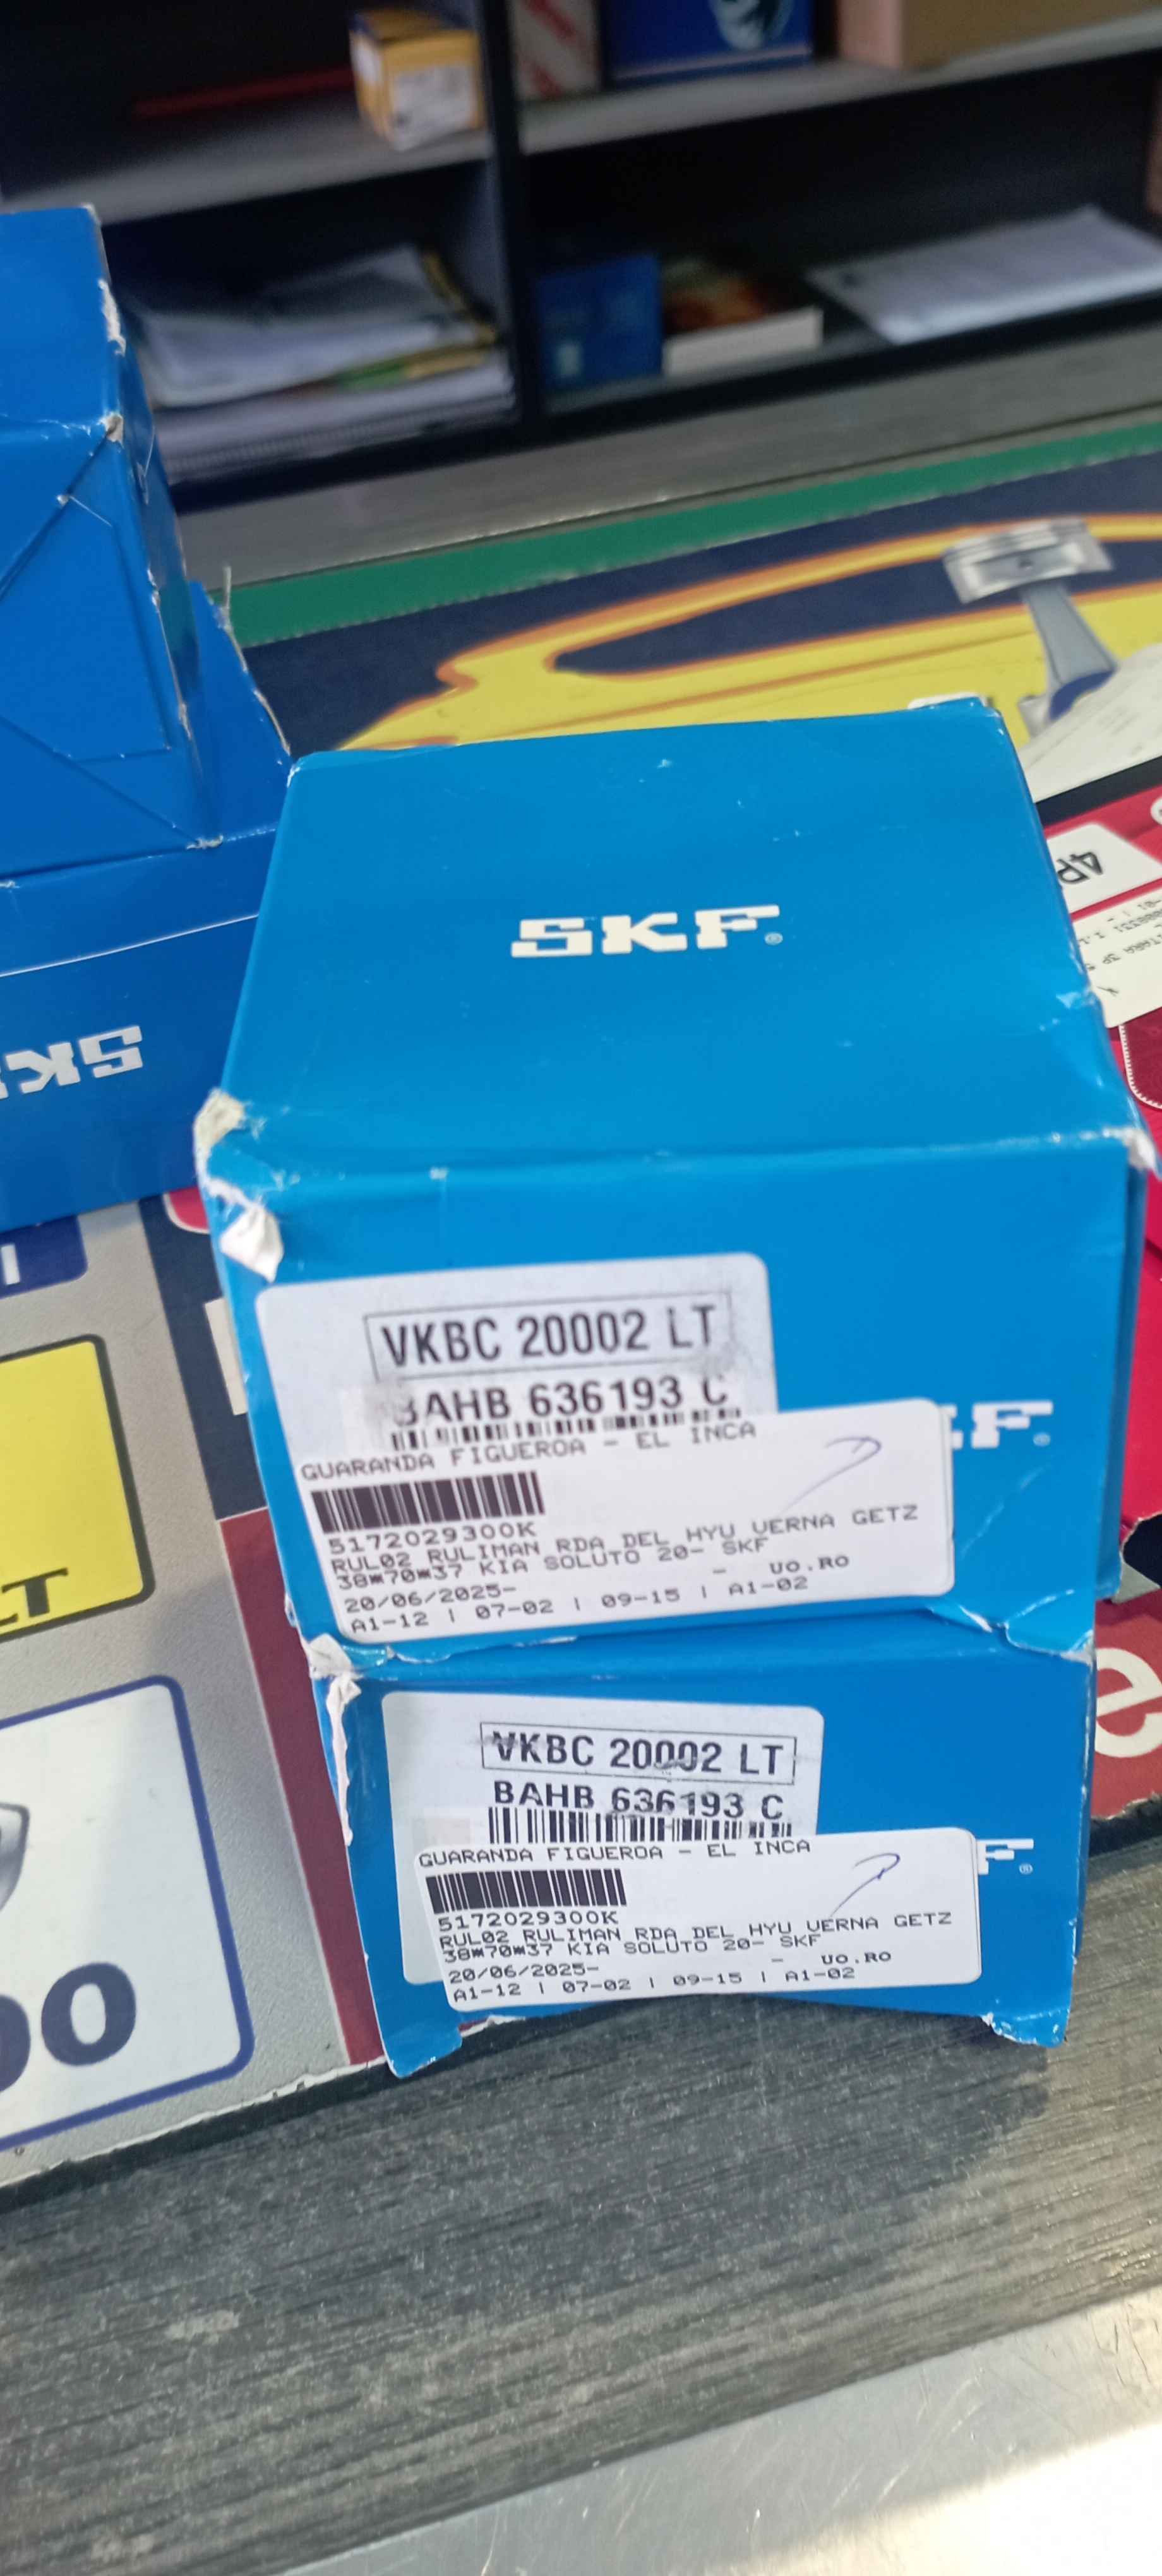 SKF
SKF
4P
VKBC 20002 LT
BAHB 636193 C
GUARANDA FIGUEROA - EL INCA
5172029300K
RUL02 RULIMAN RDA DEL HYU VERNA GETZ
38*70*37 KIA SOLUTO 20- SKF
- UO.RO
20/06/2025-
A1-12 | 07-02 | 09-15 | A1-02
VKBC 20002 LT
BAHB 636193 C
GUARANDA FIGUEROA - EL INCA
5172029300K
RUL02 RULIMAN RDA DEL HYU VERNA GETZ
38*70*37 KIA SOLUTO 20- SKF
- UO.RO
20/06/2025-
A1-12 | 07-02 | 09-15 | A1-02